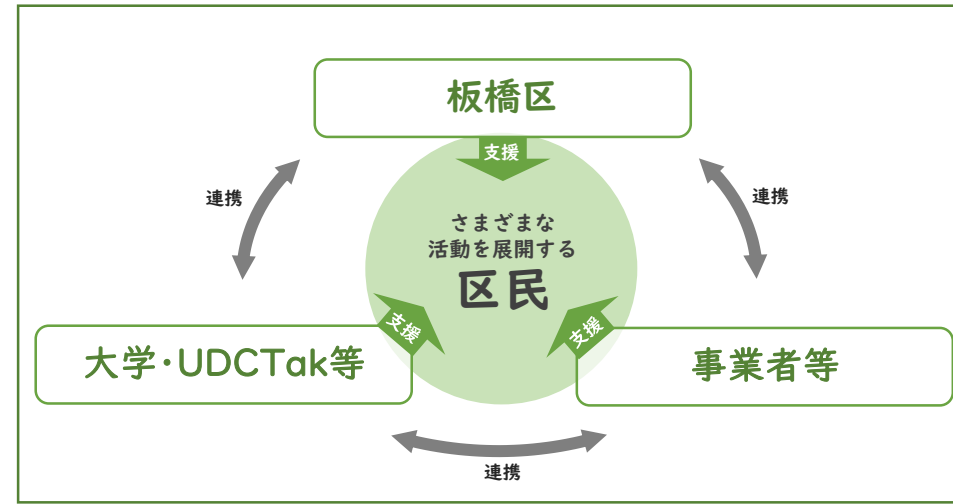 板橋区
支援
連携
連携
さまざまな
活動を展開する
区民
支援
支援
大学・UDCTak等
事業者等
連携